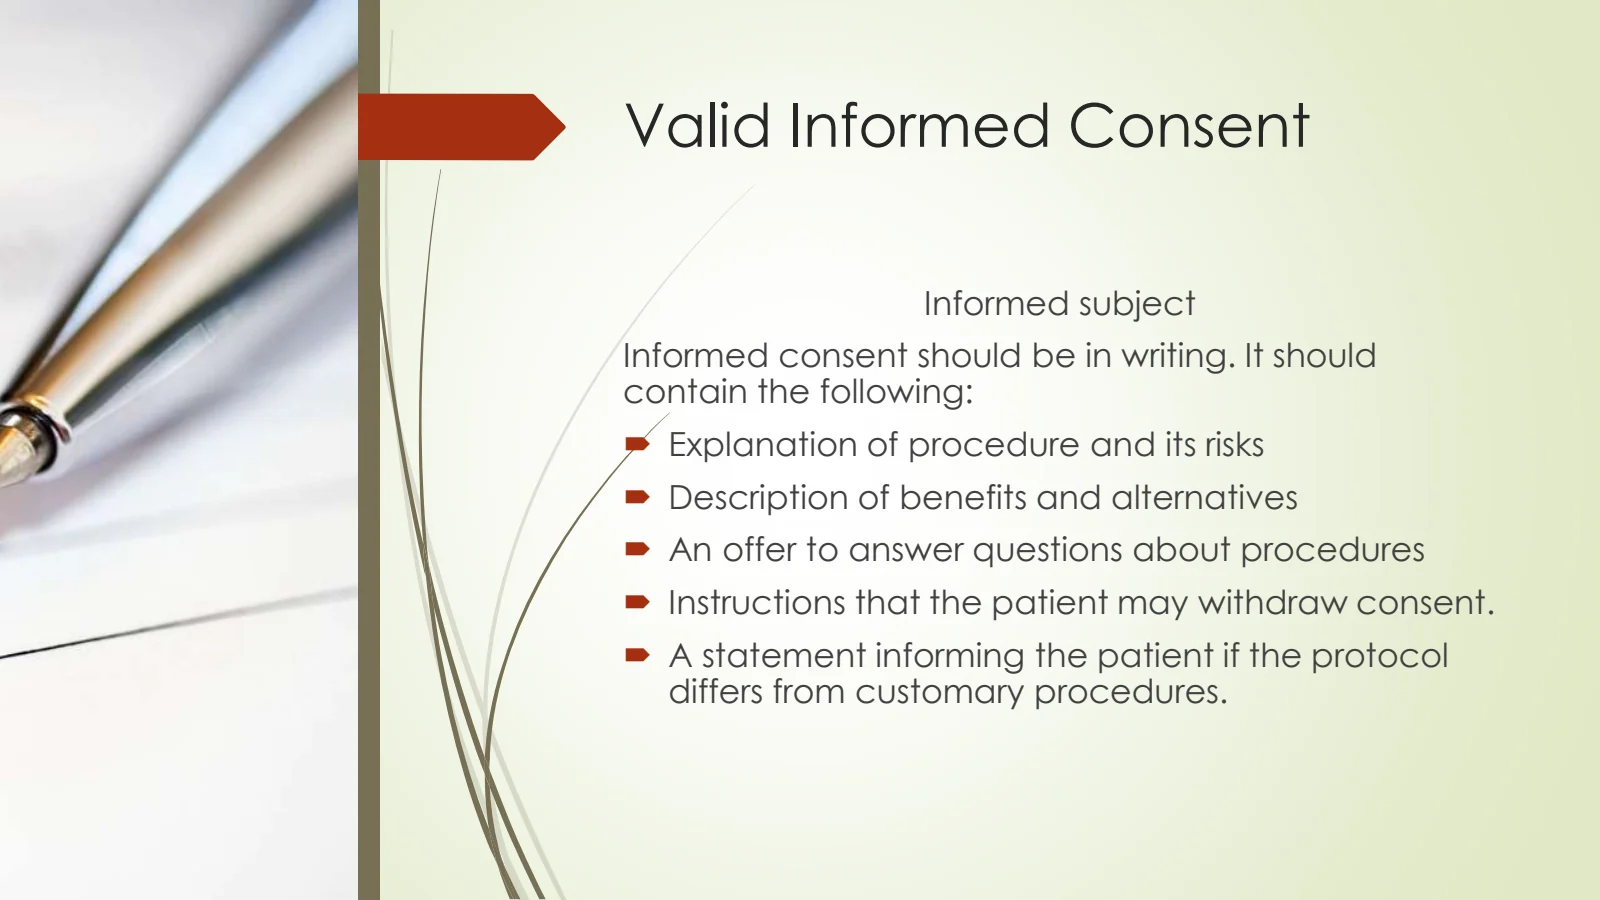 Valid Informed Consent
Informed subject
Informed consent should be in writing. It should
contain the following:
Explanation of procedure and its risks
Description of benefits and alternatives
An offer to answer questions about procedures
Instructions that the patient may withdraw consent.
A statement informing the patient if the protocol
differs from customary procedures.